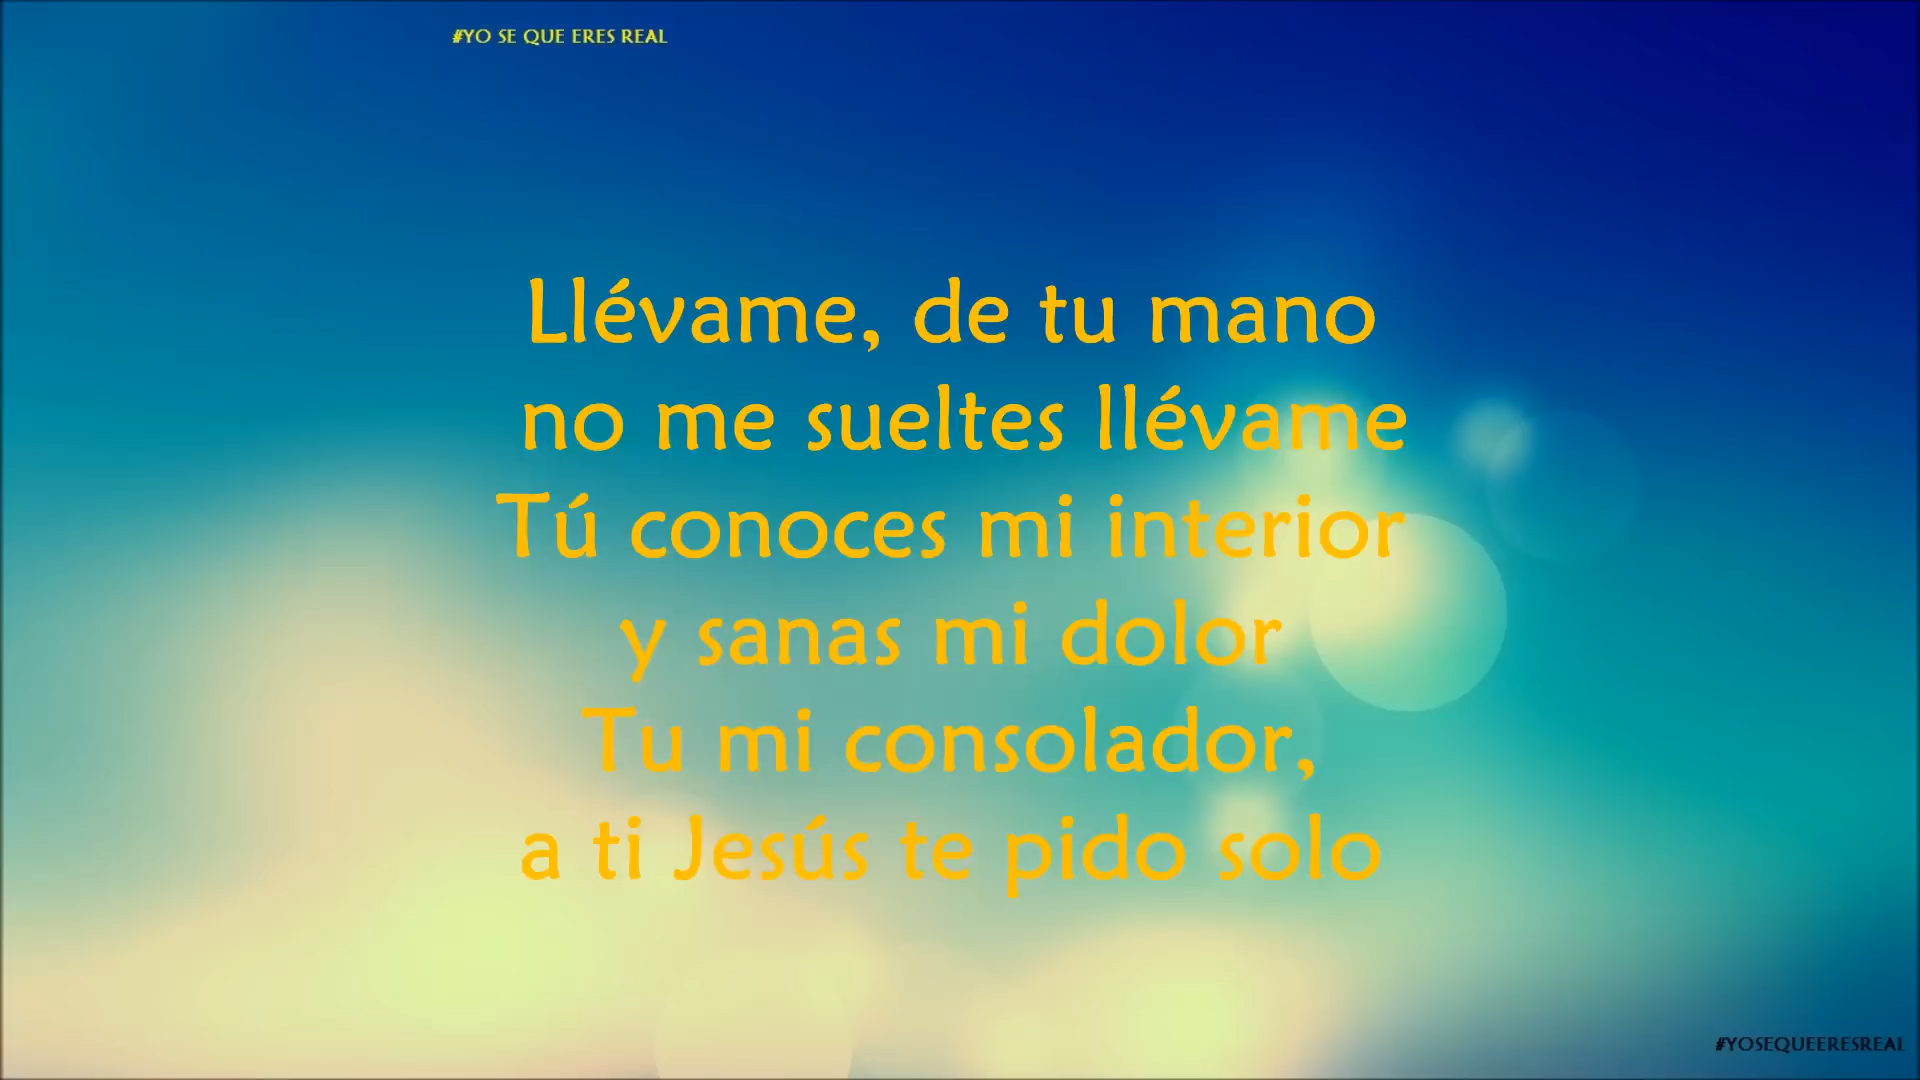 #YO SE QUE ERES REAL
Llévame, de tu mano
no me sueltes llévame
Tú conoces mi interior
y sanas mi dolor
Tu mi consolador,
a ti Jesús te pido solo
#YOSEQUEERESREAL